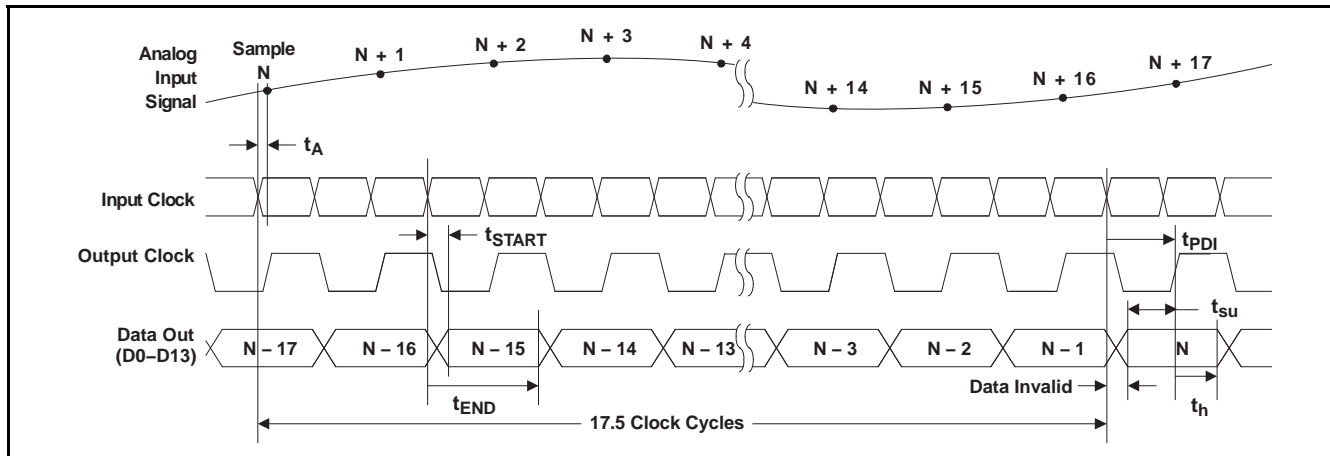 Analog
Input
Signal
Sample
N
N + 1
N + 2
N + 3
N + 4
N + 14
N + 15
N + 16
N + 17
tA
Input Clock
tSTART
Output Clock
tPDI
tsu
Data Out
(D0–D13)
N – 17
N – 16
N – 15
N – 14
N – 13
N – 3
N – 2
N – 1
N
Data Invalid
tEND
th
17.5 Clock Cycles